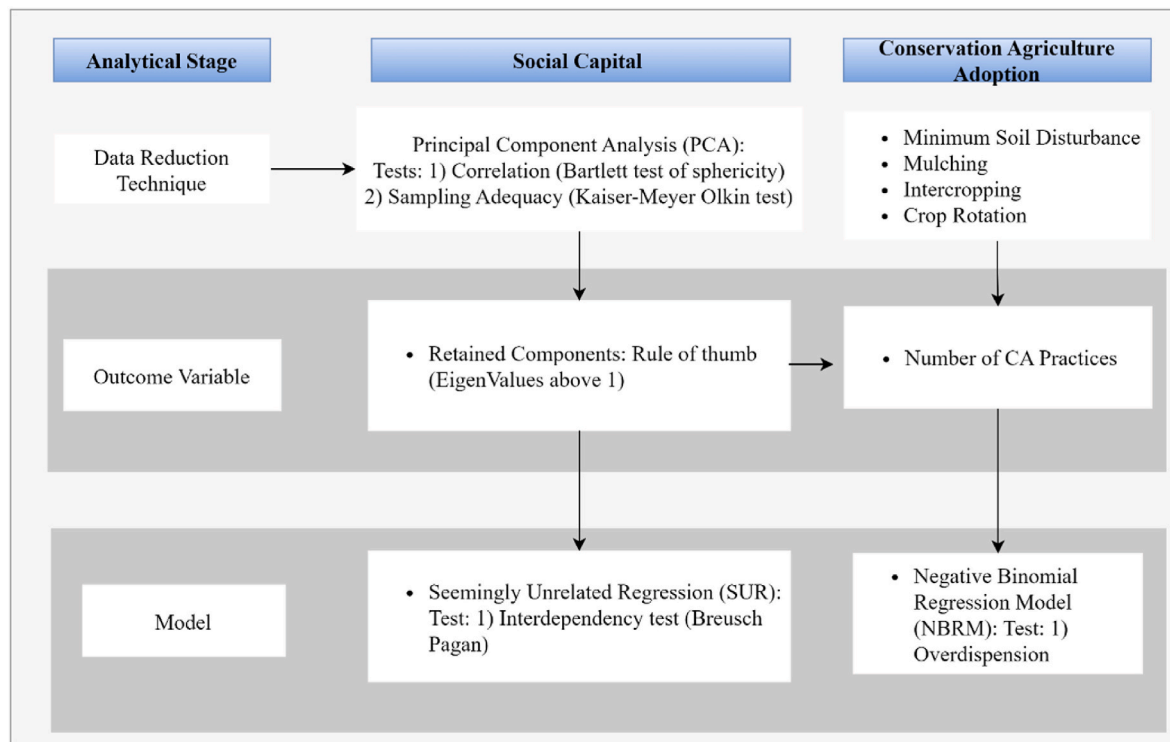 Analytical Stage
Social Capital
Conservation Agriculture
Adoption
Data Reduction
Technique
Principal Component Analysis (PCA):
Tests: 1) Correlation (Bartlett test of sphericity)
2) Sampling Adequacy (Kaiser-Meyer Olkin test)
• Minimum Soil Disturbance
• Mulching
• Intercropping
• Crop Rotation
Outcome Variable
• Retained Components: Rule of thumb
(EigenValues above 1)
• Number of CA Practices
Model
• Seemingly Unrelated Regression (SUR):
Test: 1) Interdependency test (Breusch
Pagan)
• Negative Binomial
Regression Model
(NBRM): Test: 1)
Overdispension